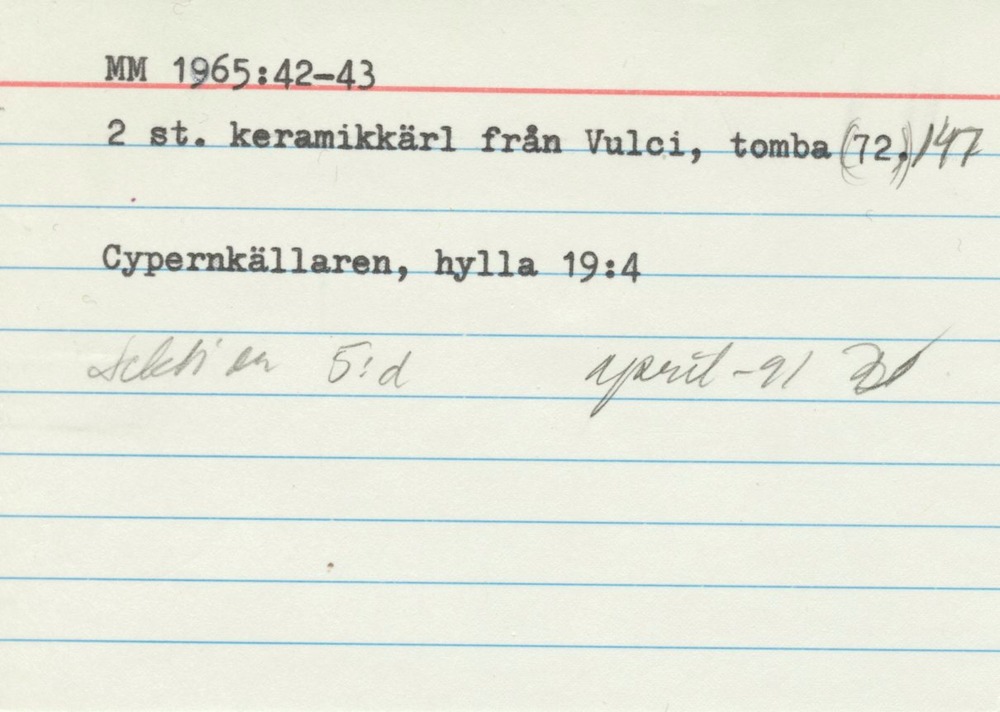 MM 1965:42-43
2 st. keramikkärl från Vulci, tomba (72.) 147
Cypernkällaren, hylla 19:4
sektion 5:d april -91